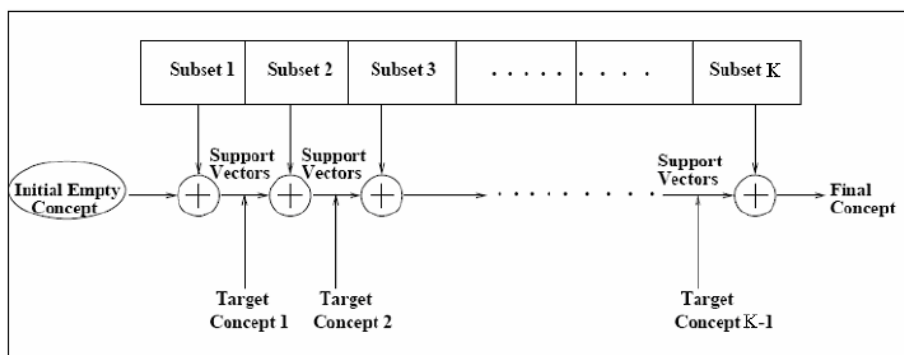 Subset 1 Subset 2 Subset 3 . . . . . . . . . . Subset K
Support Vectors
Support Vectors
Support Vectors
Initial Empty Concept
Final Concept
Target Concept 1
Target Concept 2
Target Concept K-1